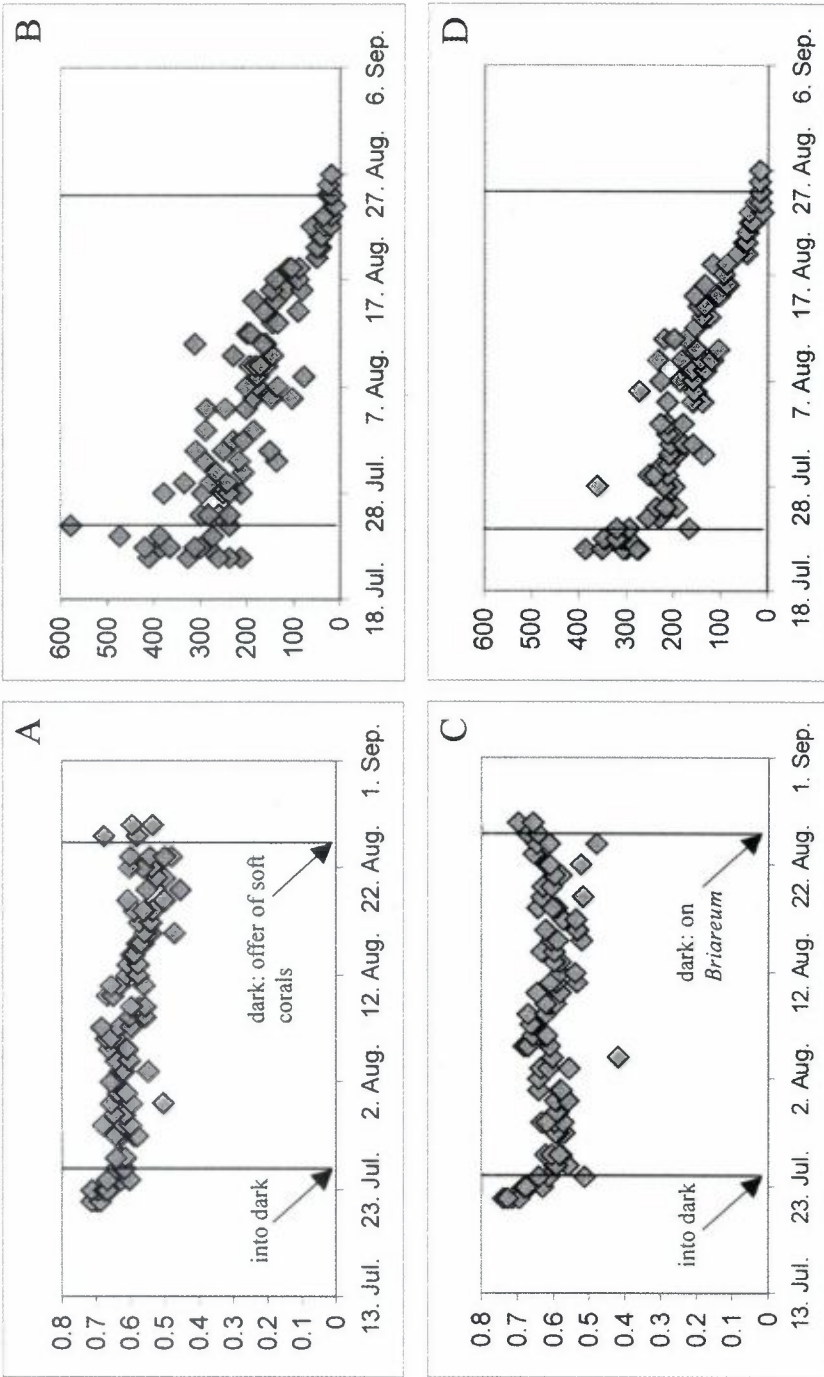 A
0.8
0.7
0.6
0.5
0.4
0.3
0.2
0.1
0
into dark
dark: offer of soft
corals
13. Jul. 23. Jul. 2. Aug. 12. Aug. 22. Aug. 1. Sep.
B
600
500
400
300
200
100
0
18. Jul. 28. Jul. 7. Aug. 17. Aug. 27. Aug. 6. Sep.
C
0.8
0.7
0.6
0.5
0.4
0.3
0.2
0.1
0
into dark
dark: on
Briareum
13. Jul. 23. Jul. 2. Aug. 12. Aug. 22. Aug. 1. Sep.
D
600
500
400
300
200
100
0
18. Jul. 28. Jul. 7. Aug. 17. Aug. 27. Aug. 6. Sep.